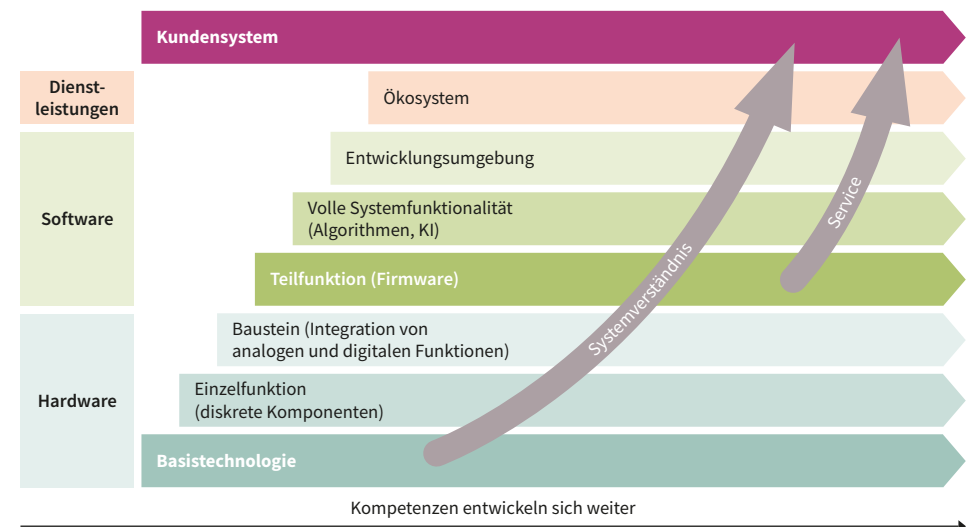 Kundensystem
Dienst-
leistungen
Ökosystem
Entwicklungsumgebung
Software
Volle Systemfunktionalität
(Algorithmen, KI)
Service
Teilfunktion (Firmware)
Systemverständnis
Baustein (Integration von
analogen und digitalen Funktionen)
Hardware
Einzelfunktion
(diskrete Komponenten)
Basistechnologie
Kompetenzen entwickeln sich weiter